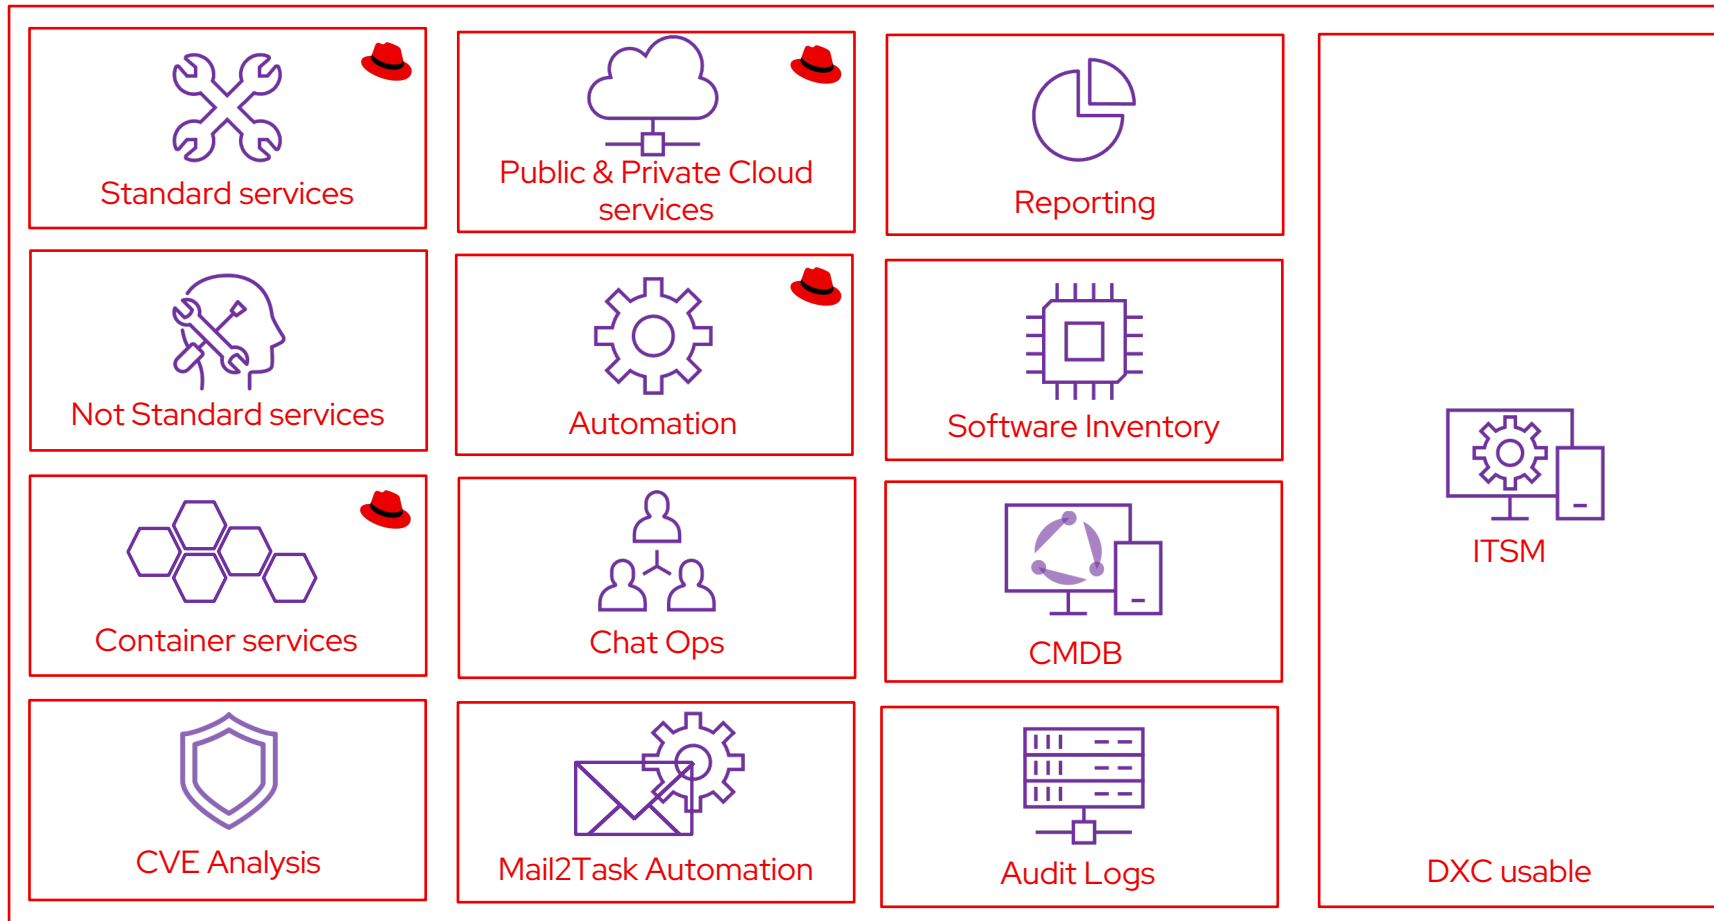 Standard services
Public & Private Cloud
services
Reporting
Not Standard services
Automation
Software Inventory
Container services
Chat Ops
CMDB
ITSM
CVE Analysis
Mail2Task Automation
Audit Logs
DXC usable